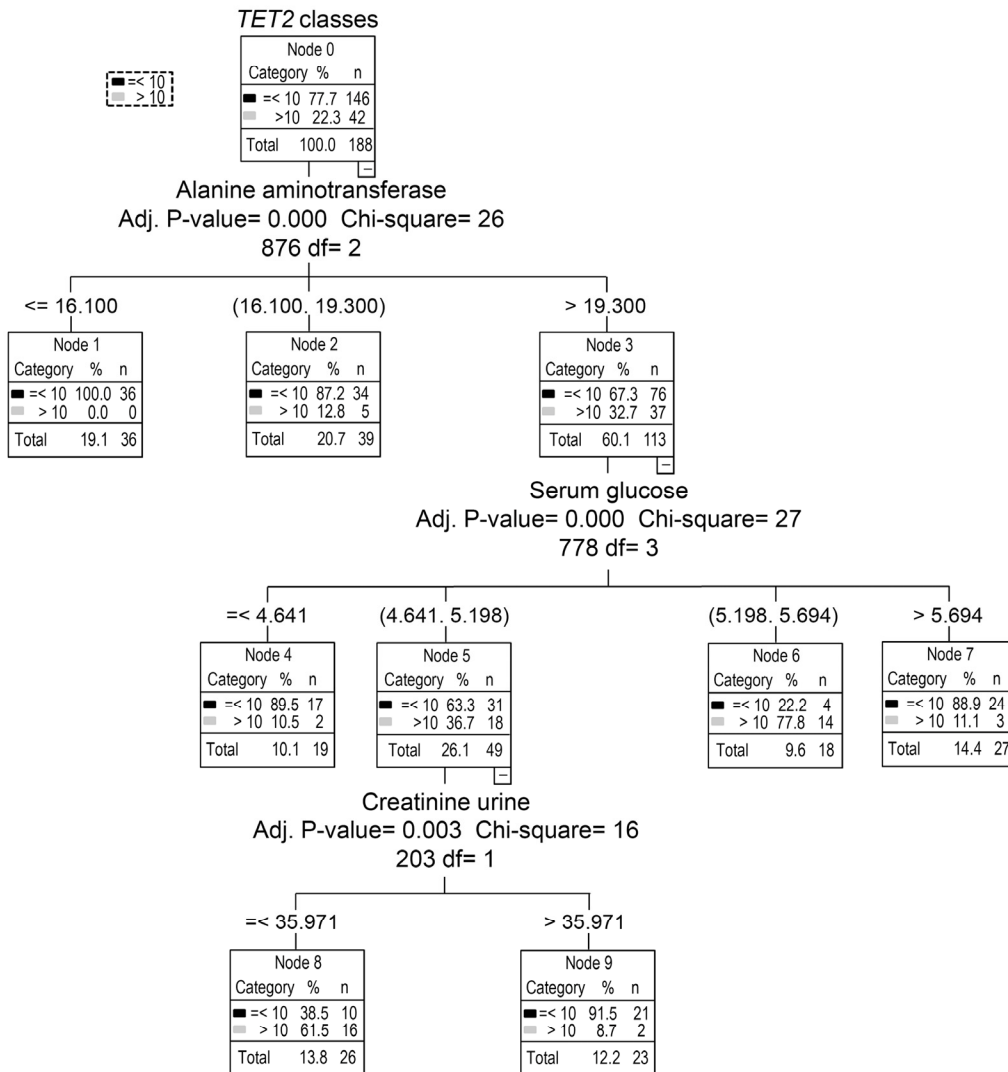 TET2 classes
=< 10
> 10
Node 0
Category % n
=< 10 77.7 146
>10 22.3 42
Total 100.0 188
Alanine aminotransferase
Adj. P-value= 0.000 Chi-square= 26
876 df= 2
<= 16.100
(16.100. 19.300)
> 19.300
Node 1
Category % n
=< 10 100.0 36
> 10 0.0 0
Total 19.1 36
Node 2
Category % n
=< 10 87.2 34
> 10 12.8 5
Total 20.7 39
Node 3
Category % n
=< 10 67.3 76
>10 32.7 37
Total 60.1 113
Serum glucose
Adj. P-value= 0.000 Chi-square= 27
778 df= 3
=< 4.641
(4.641. 5.198)
(5.198. 5.694)
> 5.694
Node 4
Category % n
=< 10 89.5 17
> 10 10.5 2
Total 10.1 19
Node 5
Category % n
=< 10 63.3 31
>10 36.7 18
Total 26.1 49
Node 6
Category % n
=< 10 22.2 4
> 10 77.8 14
Total 9.6 18
Node 7
Category % n
=< 10 88.9 24
> 10 11.1 3
Total 14.4 27
Creatinine urine
Adj. P-value= 0.003 Chi-square= 16
203 df= 1
=< 35.971
> 35.971
Node 8
Category % n
=< 10 38.5 10
> 10 61.5 16
Total 13.8 26
Node 9
Category % n
=< 10 91.5 21
> 10 8.7 2
Total 12.2 23